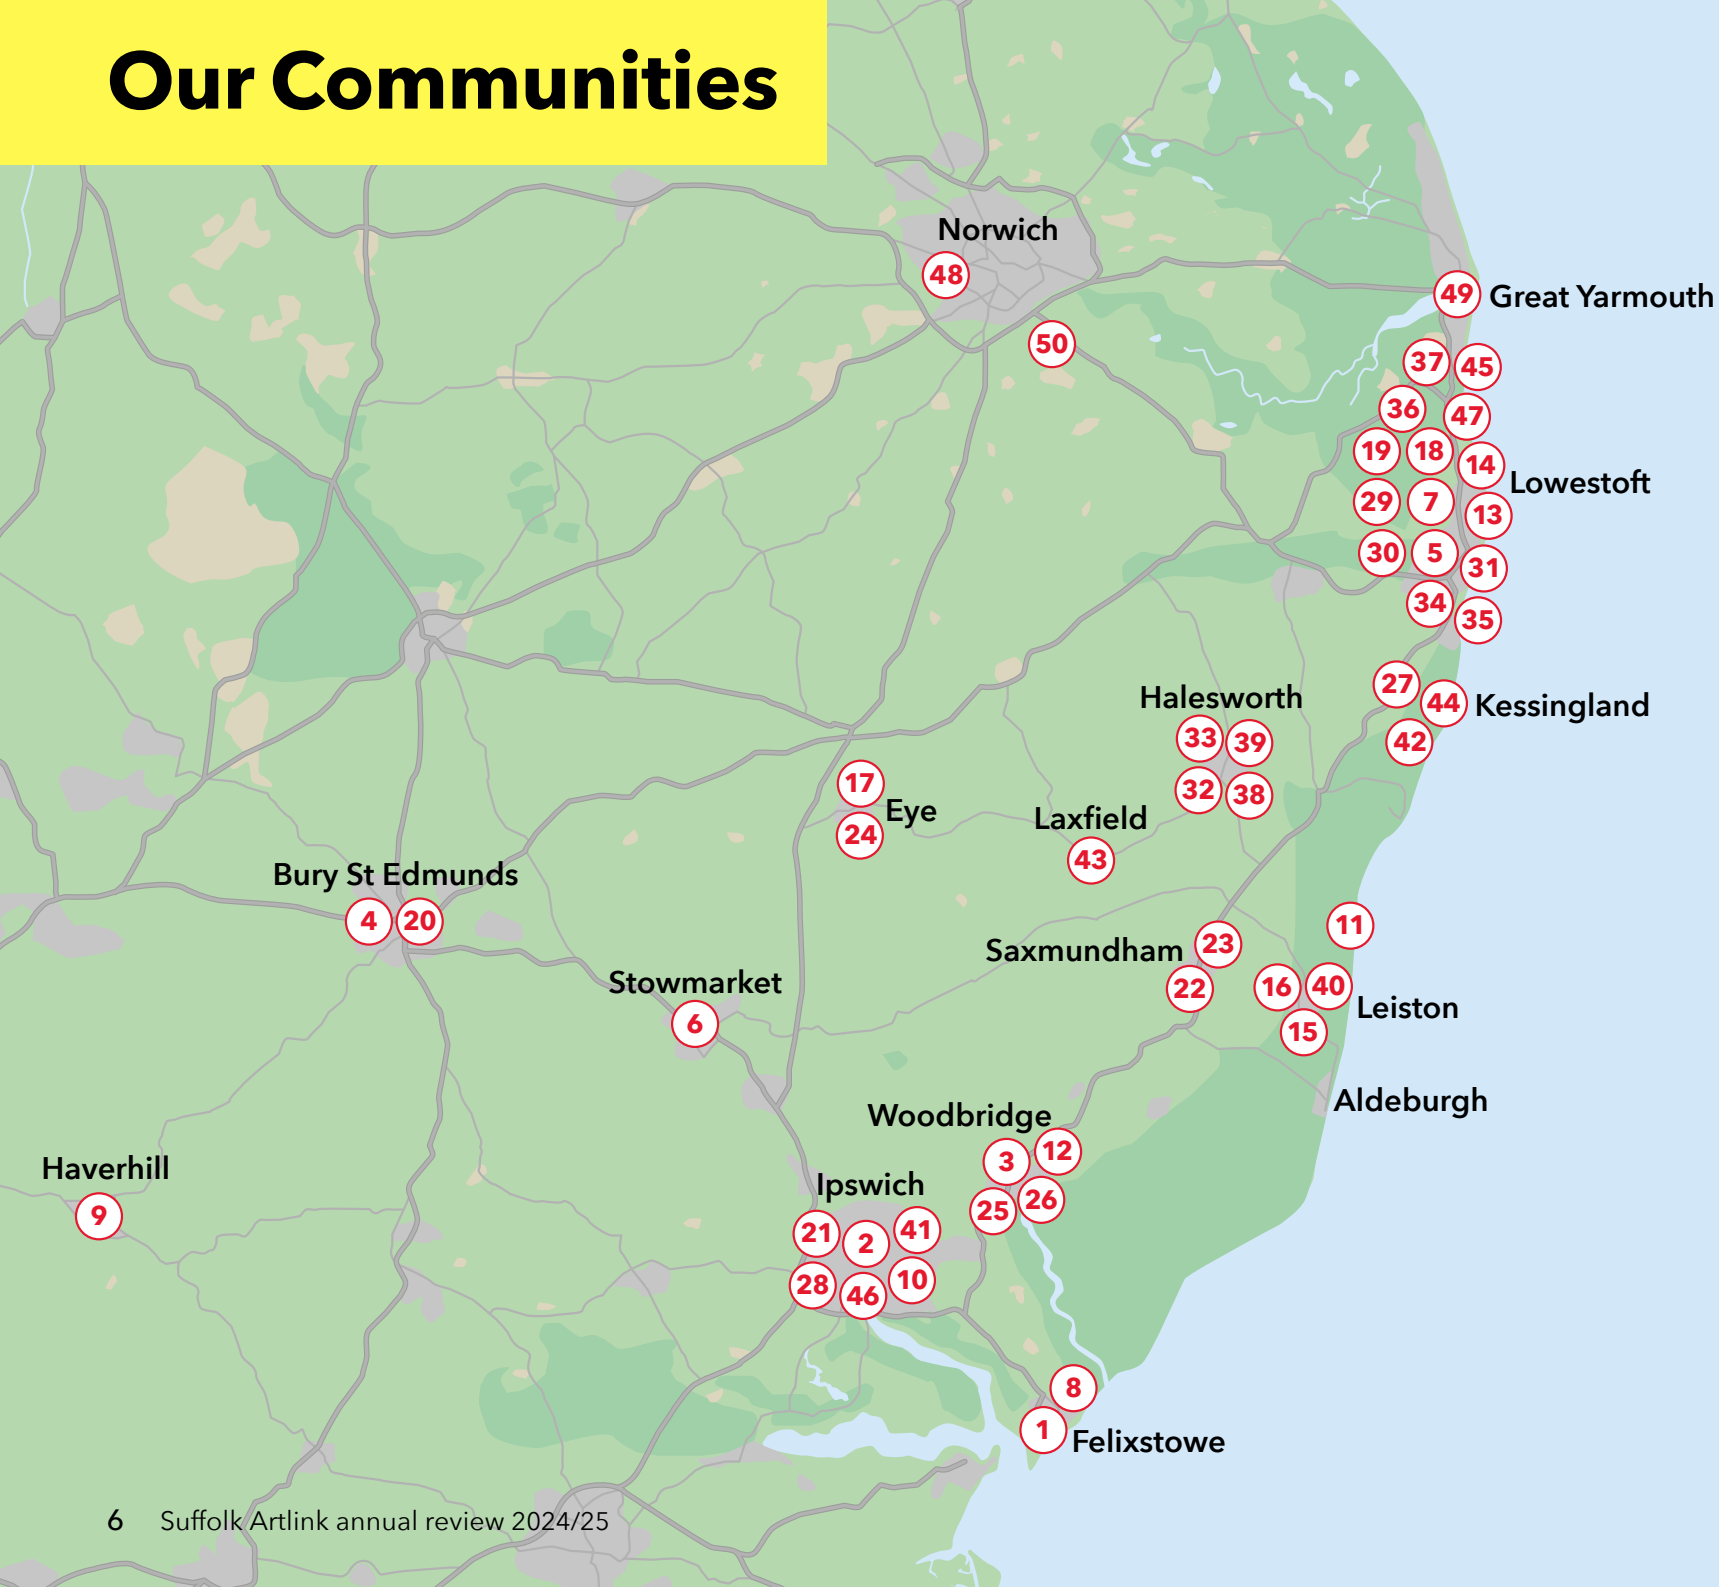 Our Communities
Norwich
48
49 Great Yarmouth
50
37 45
36 47
19 18 14
Lowestoft
29 7 13
30 5 31
34 35
27
44 Kessingland
42
Halesworth
33 39
32 38
17
Eye
24
Laxfield
43
Bury St Edmunds
4 20
11
Saxmundham 23
22
16 40
Leiston
15
Stowmarket
6
Aldeburgh
Woodbridge
3 12
25 26
Haverhill
9
Ipswich
21 2 41
28 46 10
8
1 Felixstowe
6 Suffolk Artlink annual review 2024/25